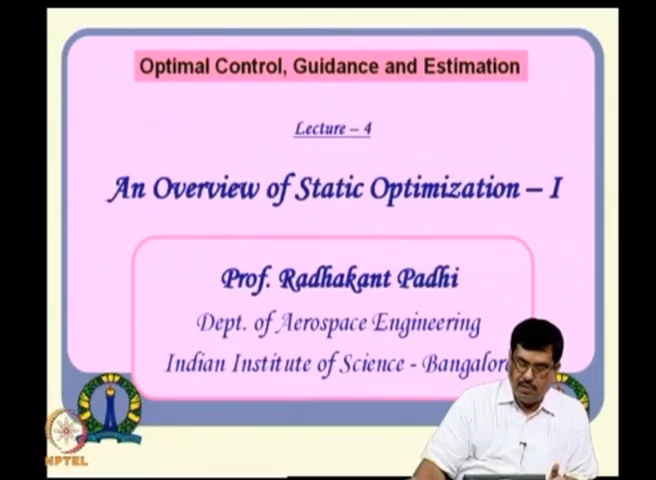 Optimal Control, Guidance and Estimation
Lecture – 4
An Overview of Static Optimization – I
Prof. Radhakant Padhi
Dept. of Aerospace Engineering
Indian Institute of Science - Bangalore
NPTEL